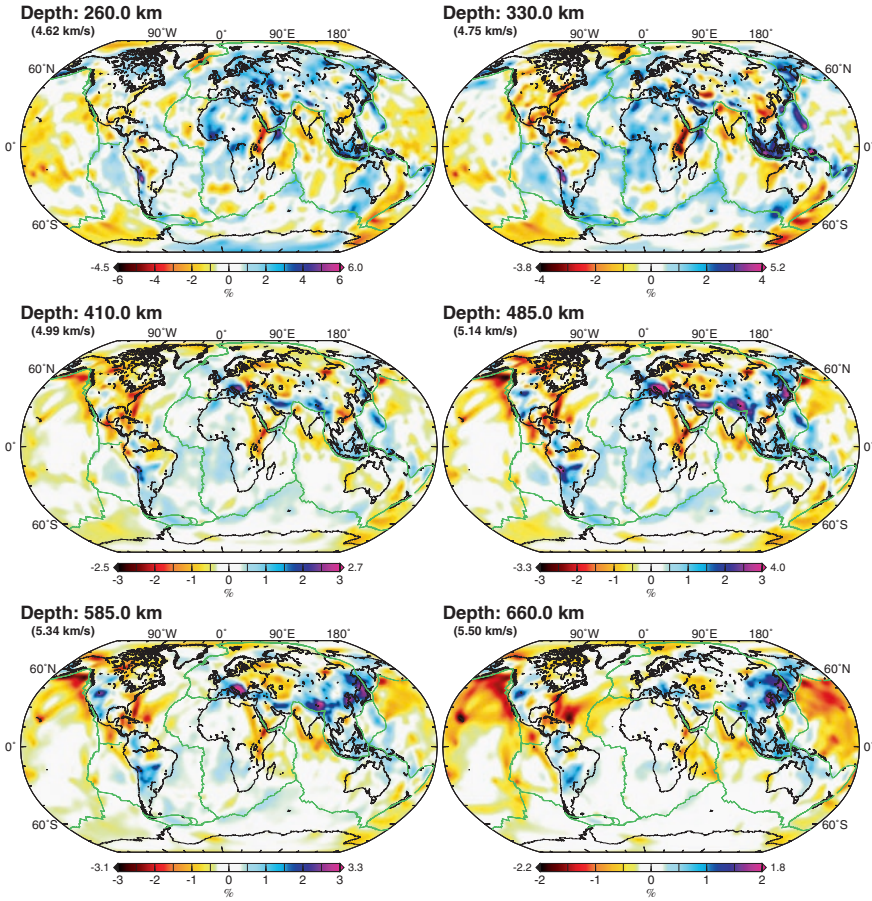 Depth: 260.0 km
(4.62 km/s)
90˚W 0˚ 90˚E 180˚
60˚N
0˚
60˚S
-4.5 6.0
-6 -4 -2 0 2 4 6
%
Depth: 330.0 km
(4.75 km/s)
90˚W 0˚ 90˚E 180˚
60˚N
0˚
60˚S
-3.8 5.2
-4 -2 0 2 4
%
Depth: 410.0 km
(4.99 km/s)
90˚W 0˚ 90˚E 180˚
60˚N
0˚
60˚S
-2.5 2.7
-3 -2 -1 0 1 2 3
%
Depth: 485.0 km
(5.14 km/s)
90˚W 0˚ 90˚E 180˚
60˚N
0˚
60˚S
-3.3 4.0
-3 -2 -1 0 1 2 3
%
Depth: 585.0 km
(5.34 km/s)
90˚W 0˚ 90˚E 180˚
60˚N
0˚
60˚S
-3.1 3.3
-3 -2 -1 0 1 2 3
%
Depth: 660.0 km
(5.50 km/s)
90˚W 0˚ 90˚E 180˚
60˚N
0˚
60˚S
-2.2 1.8
-2 -1 0 1 2
%